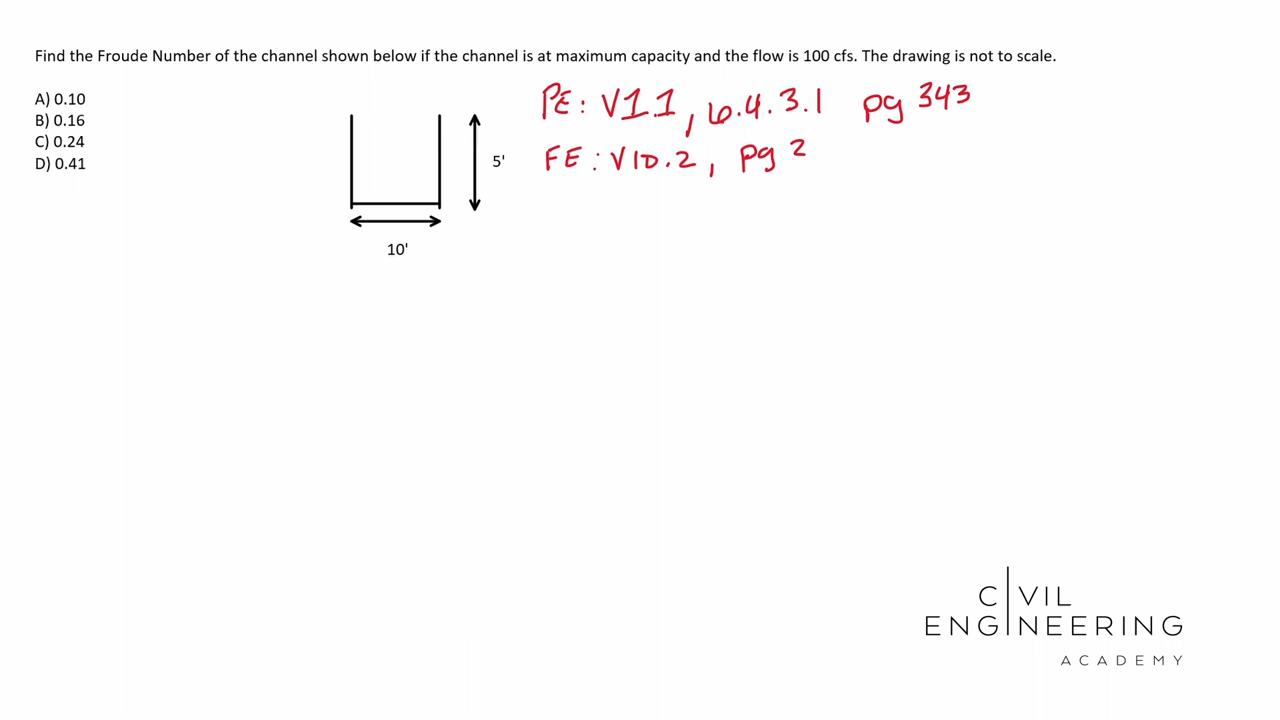 Find the Froude Number of the channel shown below if the channel is at maximum capacity and the flow is 100 cfs. The drawing is not to scale.
A) 0.10
B) 0.16
C) 0.24
D) 0.41
PE: V1.1, 6.4.3.1 pg 343
FE: V10.2, pg 2
5'
10'
CIVIL
ENGINEERING
ACADEMY